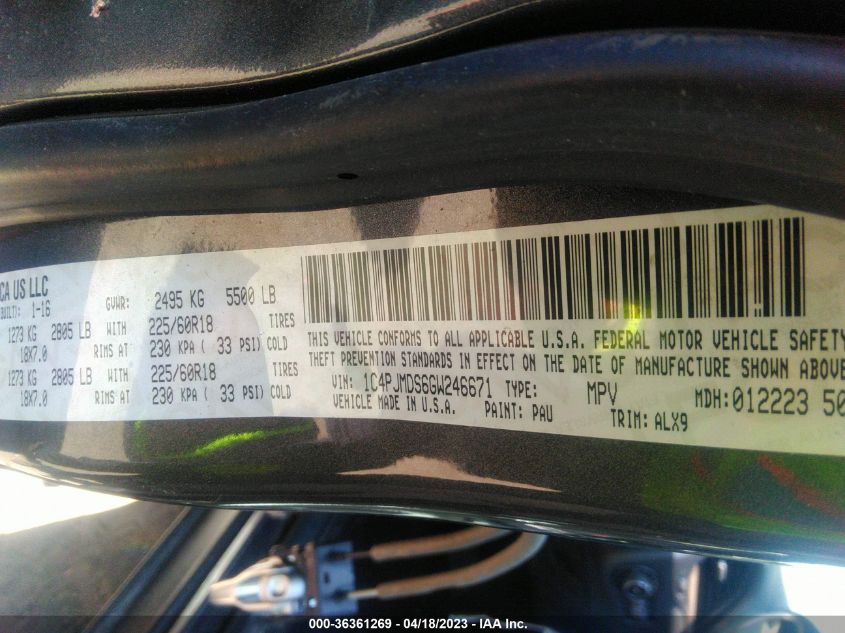 CA US LLC
BUILT: 1-16 GVWR: 2495 KG 5500 LB
1273 KG 2805 LB WITH 225/60R18 TIRES
18X7.0 RIMS AT 230 KPA ( 33 PSI) COLD
1273 KG 2805 LB WITH 225/60R18 TIRES
18X7.0 RIMS AT 230 KPA ( 33 PSI) COLD
THIS VEHICLE CONFORMS TO ALL APPLICABLE U.S.A. FEDERAL MOTOR VEHICLE SAFETY
THEFT PREVENTION STANDARDS IN EFFECT ON THE DATE OF MANUFACTURE SHOWN ABOVE
VIN: 1C4PJMDS6GW246671 TYPE: MPV MDH: 012223 50
VEHICLE MADE IN U.S.A. PAINT: PAU TRIM: ALX9
000-36361269 - 04/18/2023 - IAA Inc.